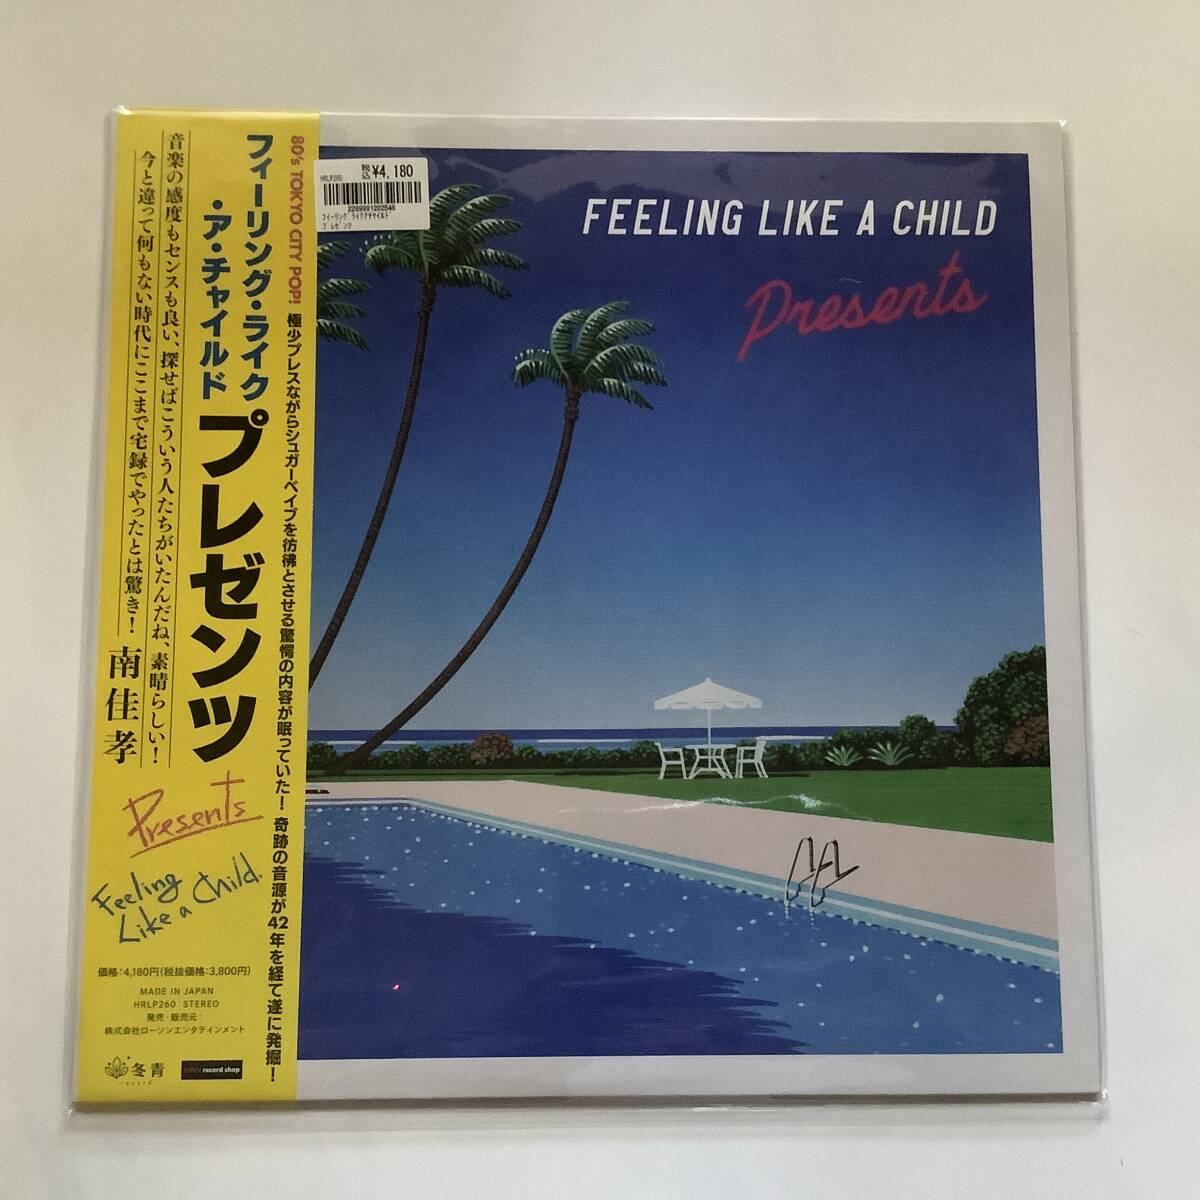 FEELING LIKE A CHILD
Presents
HRLP260 税込 ¥4,180
2299991202548
フィーリングライクアチャイルド
プレゼンツ
80's TOKYO CITY POP! 極少プレスながらシュガーベイブを彷彿とさせる驚愕の内容が眠っていた! 奇跡の音源が42年を経て遂に発掘!
フィーリング・ライク
・ア・チャイルド
プレゼンツ
音楽の感度もセンスも良い、探せばこういう人たちがいたんだね、素晴らしい!
今と違って何もない時代にここまで宅録でやったとは驚き!
南佳孝
Presents
Feeling
Like a Child.
価格:4,180円(税抜価格:3,800円)
MADE IN JAPAN
HRLP260 STEREO
発売・販売元:
株式会社ローソンエンタテインメント
冬青
record
HMV record shop